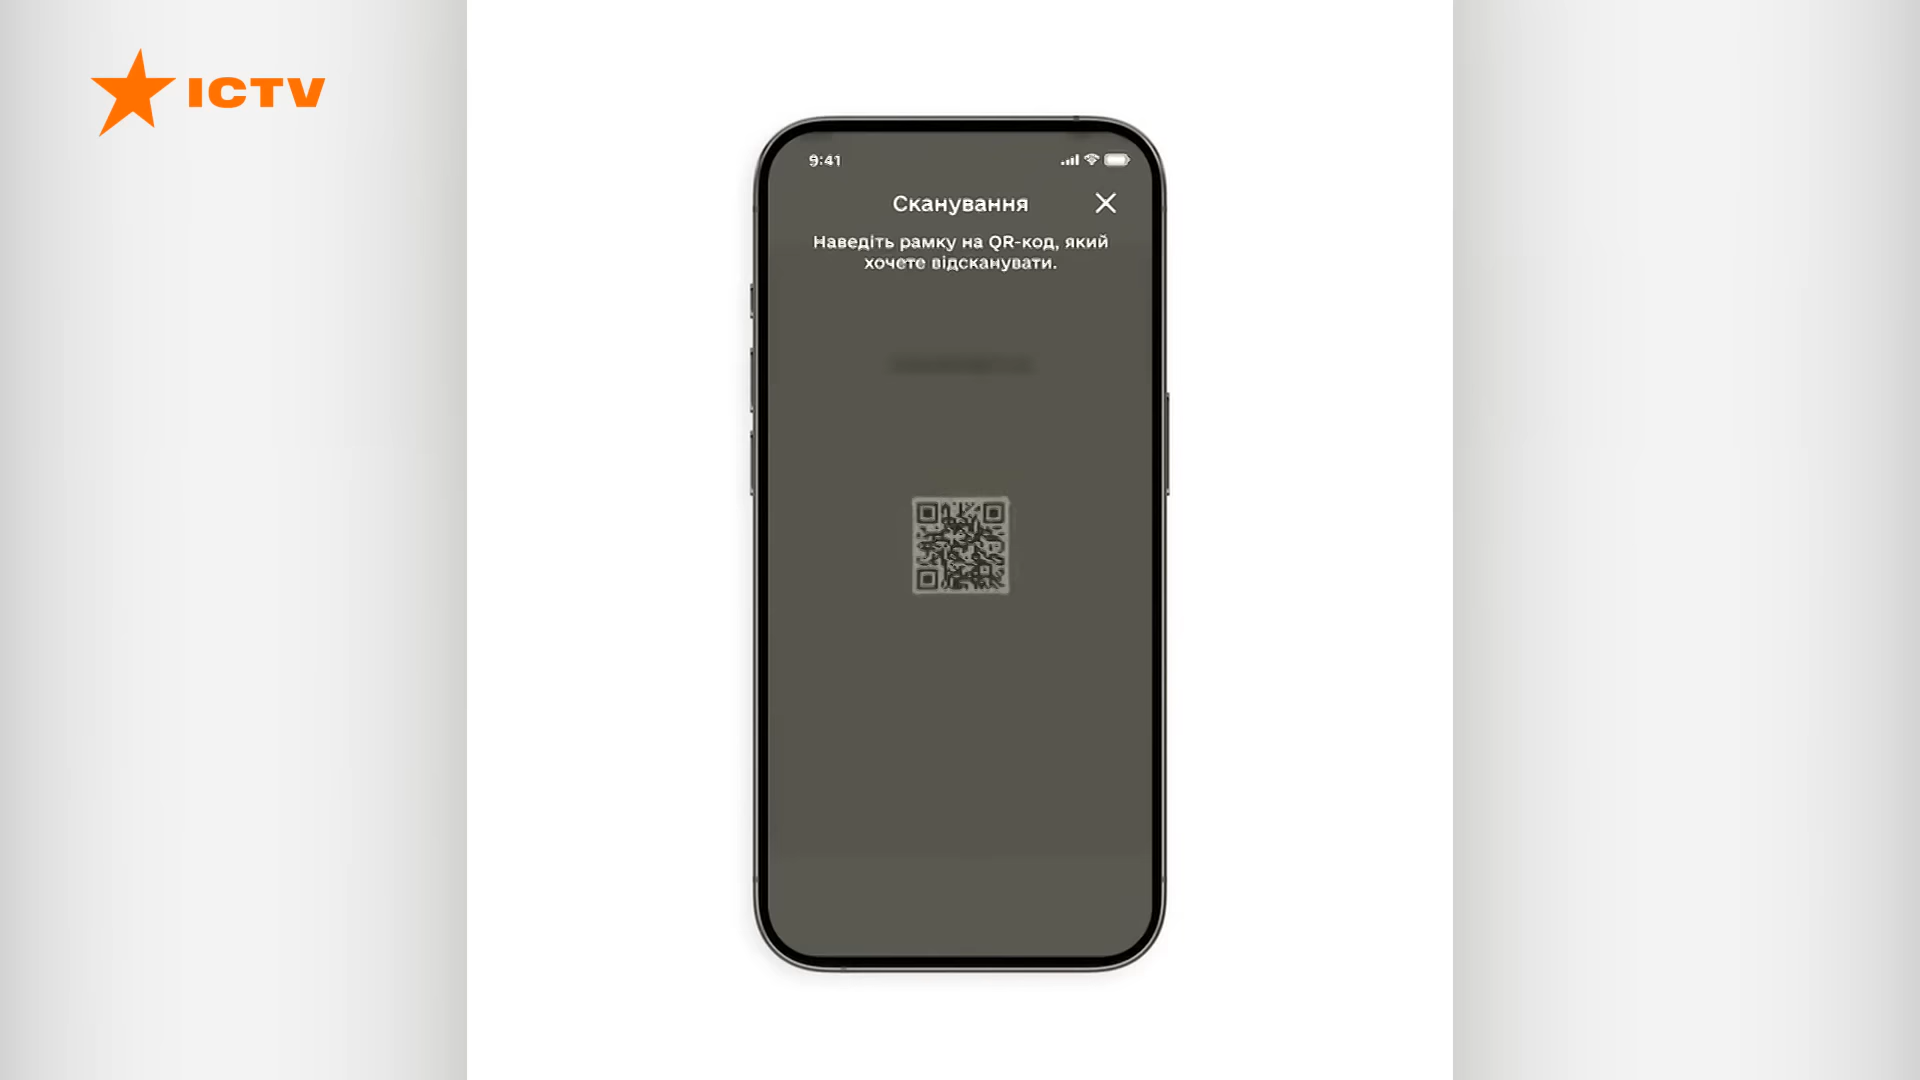 ICTV
9:41
Сканування
Наведіть рамку на QR-код, який
хочете відсканувати.